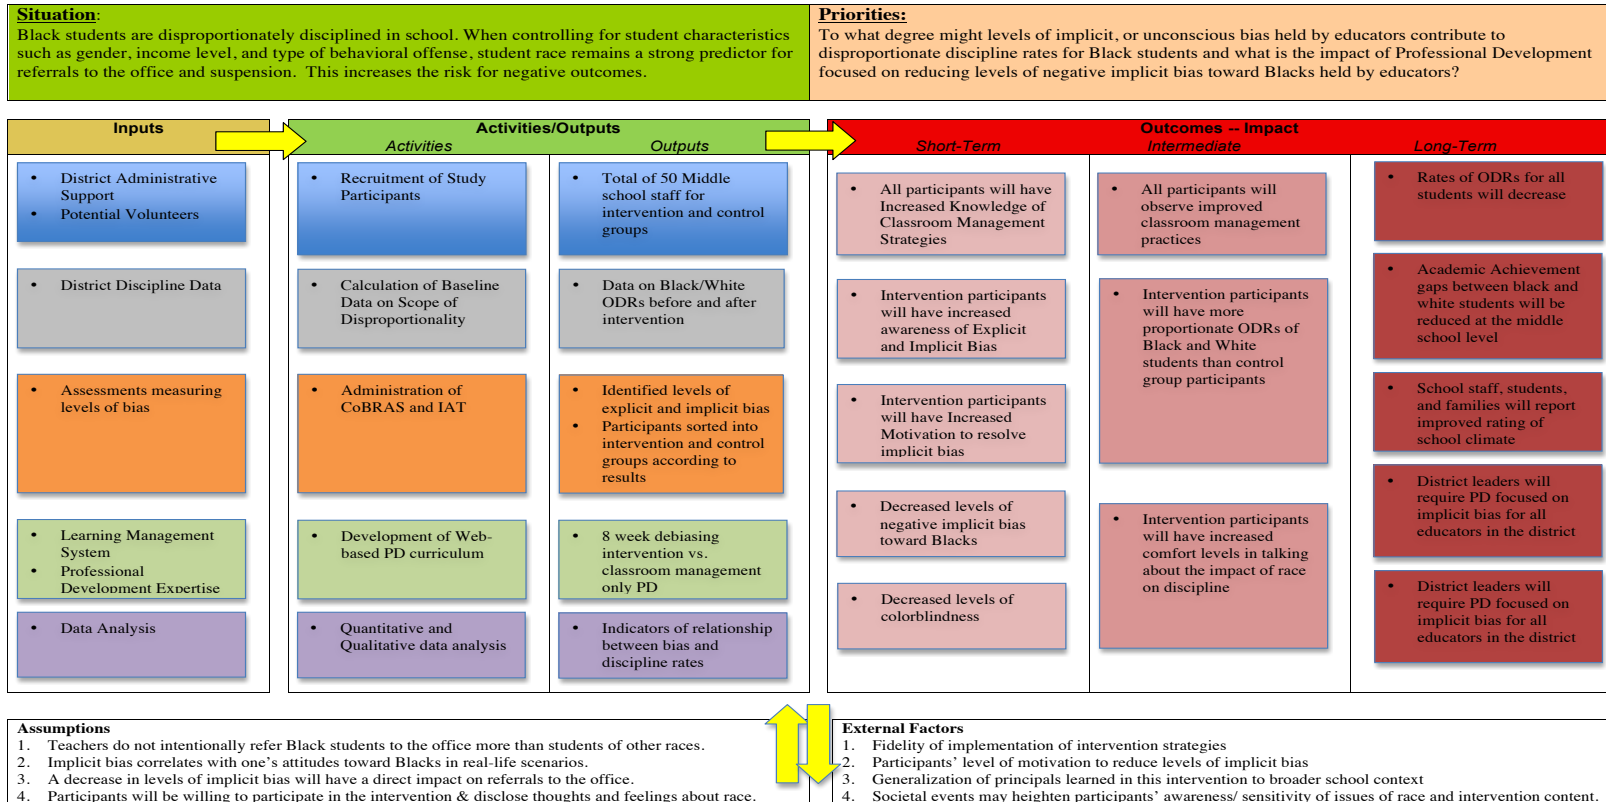 Situation:
Black students are disproportionately disciplined in school. When controlling for student characteristics
such as gender, income level, and type of behavioral offense, student race remains a strong predictor for
referrals to the office and suspension. This increases the risk for negative outcomes.
Priorities:
To what degree might levels of implicit, or unconscious bias held by educators contribute to
disproportionate discipline rates for Black students and what is the impact of Professional Development
focused on reducing levels of negative implicit bias toward Blacks held by educators?
Inputs
• District Administrative
Support
• Potential Volunteers
• District Discipline Data
• Assessments measuring
levels of bias
• Learning Management
System
• Professional
Development Expertise
• Data Analysis
Activities/Outputs
Activities
• Recruitment of Study
Participants
• Calculation of Baseline
Data on Scope of
Disproportionality
• Administration of
CoBRAS and IAT
• Development of Web-
based PD curriculum
• Quantitative and
Qualitative data analysis
Outputs
• Total of 50 Middle
school staff for
intervention and control
groups
• Data on Black/White
ODRs before and after
intervention
• Identified levels of
explicit and implicit bias
• Participants sorted into
intervention and control
groups according to
results
• 8 week debiasing
intervention vs.
classroom management
only PD
• Indicators of relationship
between bias and
discipline rates
Outcomes -- Impact
Short-Term
• All participants will have
Increased Knowledge of
Classroom Management
Strategies
• Intervention participants
will have increased
awareness of Explicit
and Implicit Bias
• Intervention participants
will have Increased
Motivation to resolve
implicit bias
• Decreased levels of
negative implicit bias
toward Blacks
• Decreased levels of
colorblindness
Intermediate
• All participants will
observe improved
classroom management
practices
• Intervention participants
will have more
proportionate ODRs of
Black and White
students than control
group participants
• Intervention participants
will have increased
comfort levels in talking
about the impact of race
on discipline
Long-Term
• Rates of ODRs for all
students will decrease
• Academic Achievement
gaps between black and
white students will be
reduced at the middle
school level
• School staff, students,
and families will report
improved rating of
school climate
• District leaders will
require PD focused on
implicit bias for all
educators in the district
• District leaders will
require PD focused on
implicit bias for all
educators in the district
Assumptions
1. Teachers do not intentionally refer Black students to the office more than students of other races.
2. Implicit bias correlates with one's attitudes toward Blacks in real-life scenarios.
3. A decrease in levels of implicit bias will have a direct impact on referrals to the office.
4. Participants will be willing to participate in the intervention & disclose thoughts and feelings about race.
External Factors
1. Fidelity of implementation of intervention strategies
2. Participants' level of motivation to reduce levels of implicit bias
3. Generalization of principals learned in this intervention to broader school context
4. Societal events may heighten participants' awareness/ sensitivity of issues of race and intervention content.